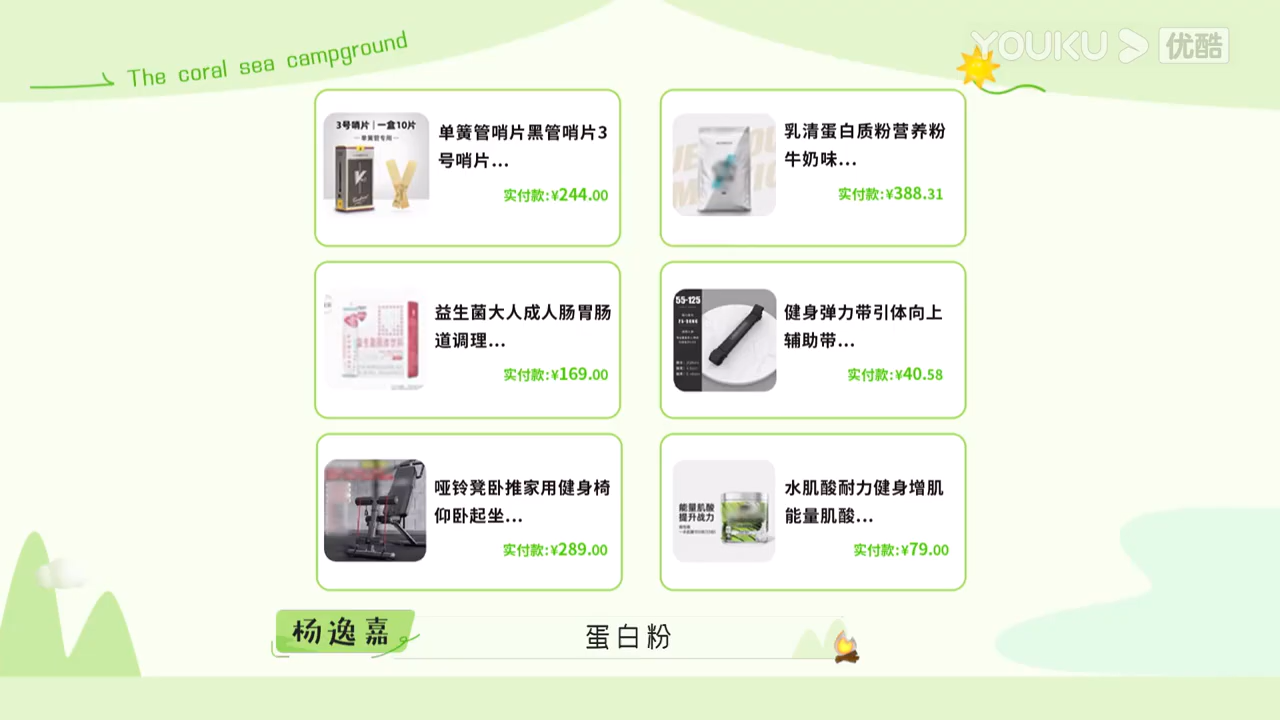 The coral sea campground
YOUKU 优酷
3号哨片 | 一盒10片
单簧管专用
单簧管哨片黑管哨片3
号哨片...
实付款:¥244.00
乳清蛋白质粉营养粉
牛奶味...
实付款:¥388.31
益生菌大人成人肠胃肠
道调理...
实付款:¥169.00
55-125
健身弹力带引体向上
辅助带...
实付款:¥40.58
哑铃凳卧推家用健身椅
仰卧起坐...
实付款:¥289.00
能量肌酸
提升战力
水肌酸耐力健身增肌
能量肌酸...
实付款:¥79.00
杨逸嘉
蛋白粉